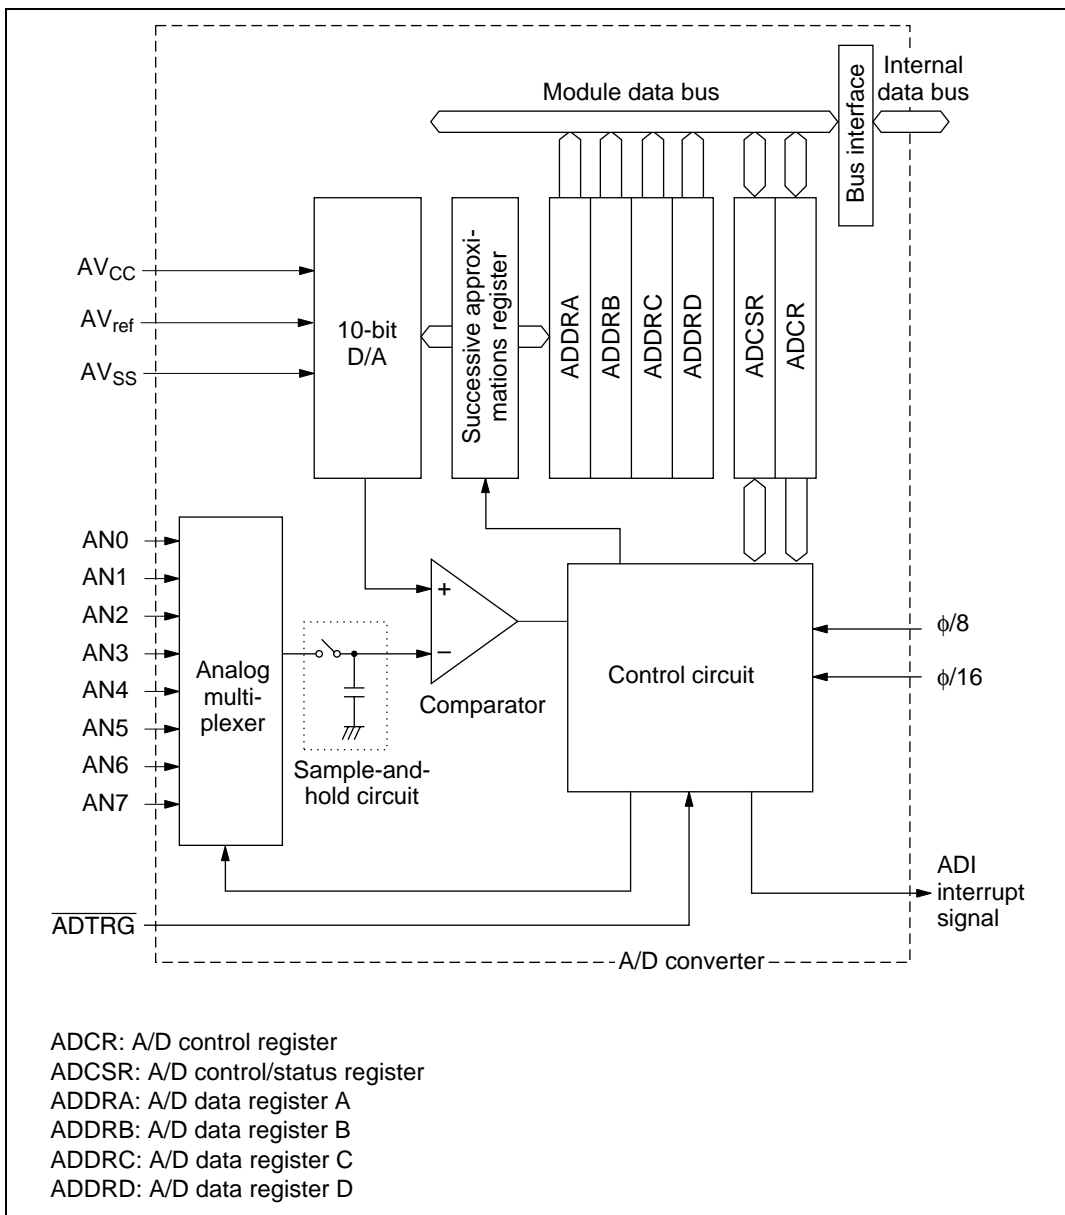 Module data bus
Internal
data bus
Bus interface
AVCC
AVref
AVSS
10-bit
D/A
Successive approxi-
mations register
ADDRA
ADDRB
ADDRC
ADDRD
ADCSR
ADCR
AN0
AN1
AN2
AN3
AN4
AN5
AN6
AN7
Analog
multi-
plexer
+
−
Comparator
Sample-and-
hold circuit
Control circuit
ϕ/8
ϕ/16
ADI
interrupt
signal
ADTRG
A/D converter
ADCR: A/D control register
ADCSR: A/D control/status register
ADDRA: A/D data register A
ADDRB: A/D data register B
ADDRC: A/D data register C
ADDRD: A/D data register D